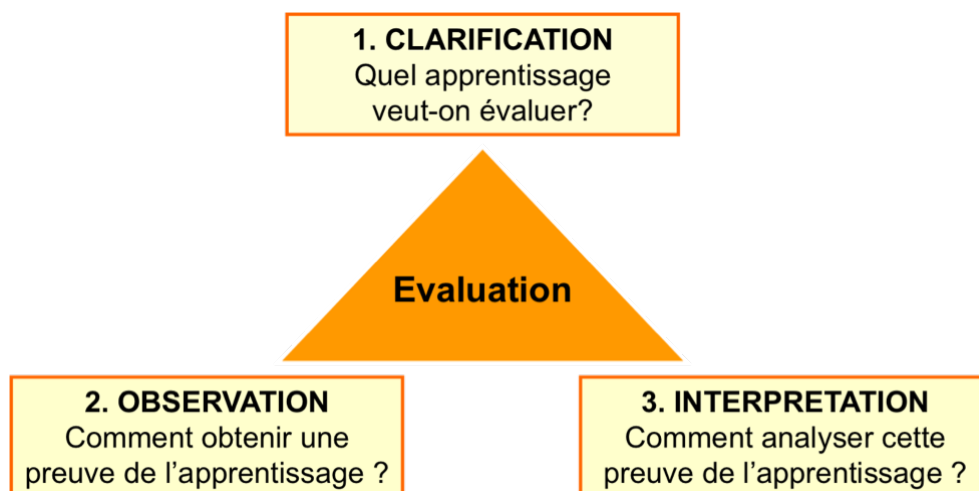 1. CLARIFICATION
Quel apprentissage
veut-on évaluer?
Evaluation
2. OBSERVATION
Comment obtenir une
preuve de l’apprentissage ?
3. INTERPRETATION
Comment analyser cette
preuve de l’apprentissage ?